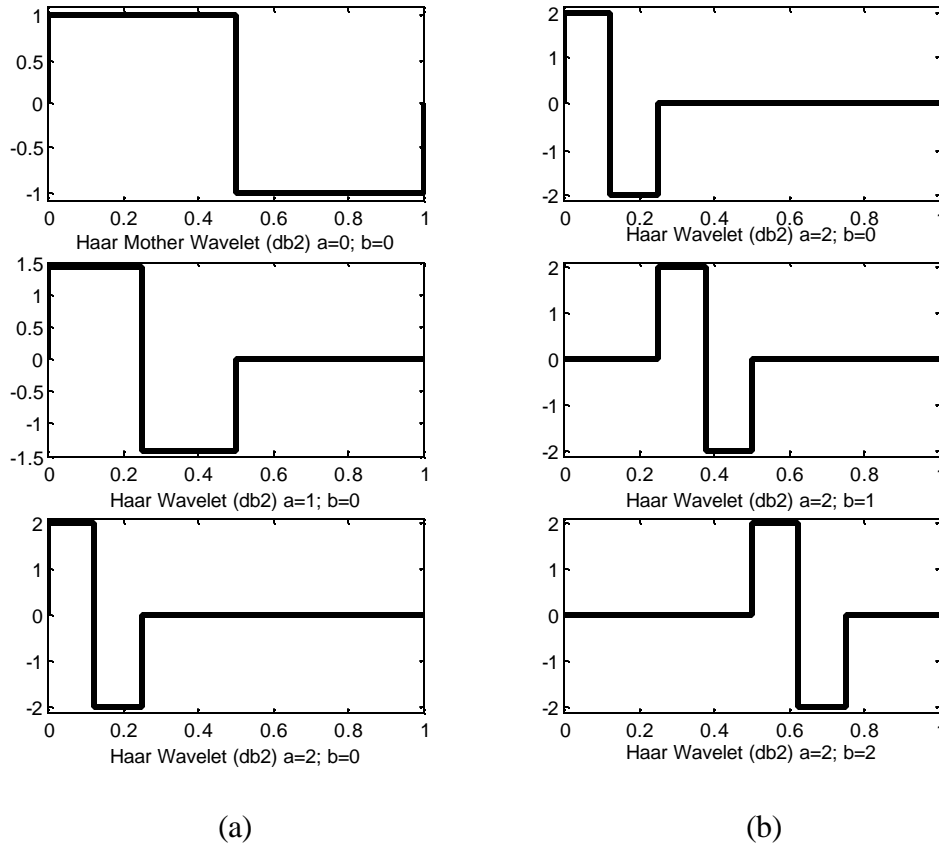 1
0.5
0
-0.5
-1
0 0.2 0.4 0.6 0.8 1
Haar Mother Wavelet (db2) a=0; b=0
1.5
1
0.5
0
-0.5
-1
-1.5
0 0.2 0.4 0.6 0.8 1
Haar Wavelet (db2) a=1; b=0
2
1
0
-1
-2
0 0.2 0.4 0.6 0.8 1
Haar Wavelet (db2) a=2; b=0
(a)
2
1
0
-1
-2
0 0.2 0.4 0.6 0.8 1
Haar Wavelet (db2) a=2; b=0
2
1
0
-1
-2
0 0.2 0.4 0.6 0.8 1
Haar Wavelet (db2) a=2; b=1
2
1
0
-1
-2
0 0.2 0.4 0.6 0.8 1
Haar Wavelet (db2) a=2; b=2
(b)